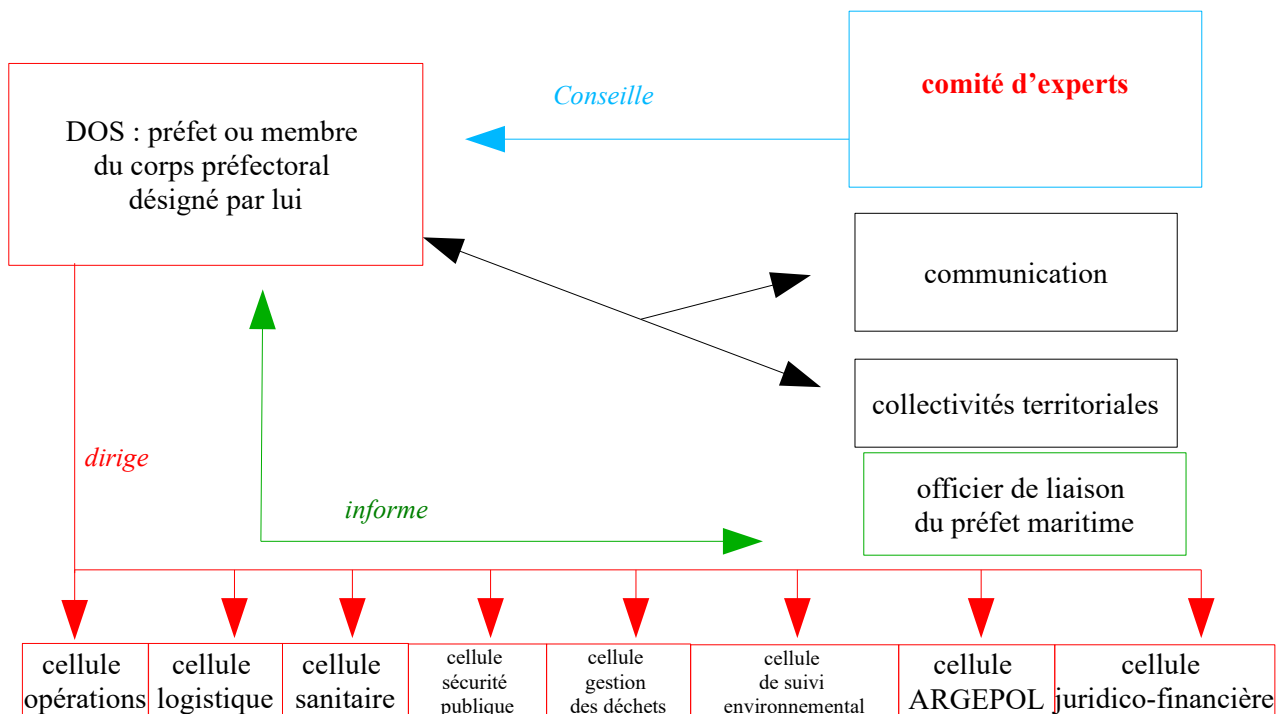 DOS : préfet ou membre
du corps préfectoral
désigné par lui
Conseille
comité d’experts
communication
collectivités territoriales
dirige
informe
officier de liaison
du préfet maritime
cellule
opérations
cellule
logistique
cellule
sanitaire
cellule
sécurité
publique
cellule
gestion
des déchets
cellule
de suivi
environnemental
cellule
ARGEPOL
cellule
juridico-financière